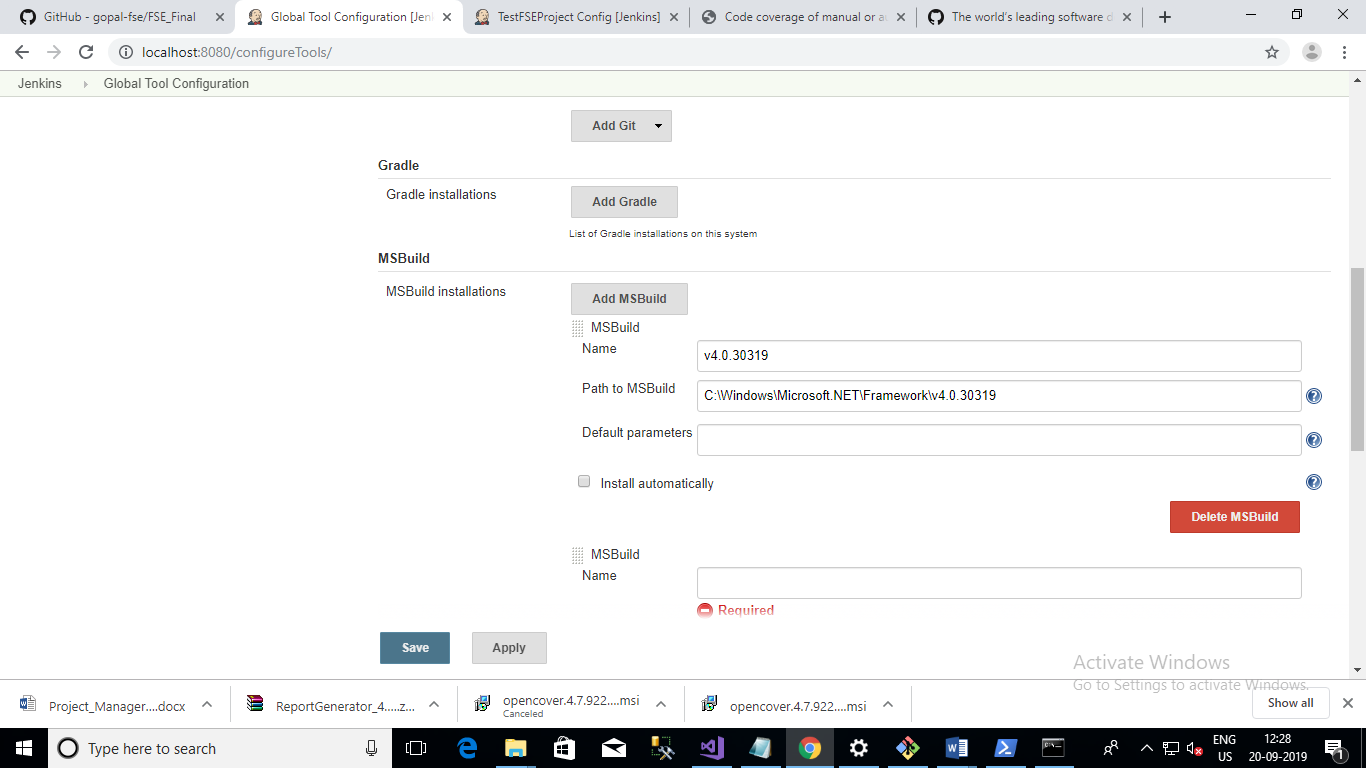 GitHub - gopal-fse/FSE_Final
Global Tool Configuration [Jen
TestFSEProject Config [Jenkins]
Code coverage of manual or a
The world's leading software d
localhost:8080/configureTools/
Jenkins
Global Tool Configuration
Add Git
Gradle
Gradle installations
Add Gradle
List of Gradle installations on this system
MSBuild
MSBuild installations
Add MSBuild
MSBuild
Name
v4.0.30319
Path to MSBuild
C:\Windows\Microsoft.NET\Framework\v4.0.30319
Default parameters
Install automatically
Delete MSBuild
MSBuild
Name
Required
Save
Apply
Activate Windows
Go to Settings to activate Windows.
Project_Manager....docx
ReportGenerator_4.....z...
opencover.4.7.922....msi
Canceled
opencover.4.7.922....msi
Show all
Type here to search
ENG
US
12:28
20-09-2019
1